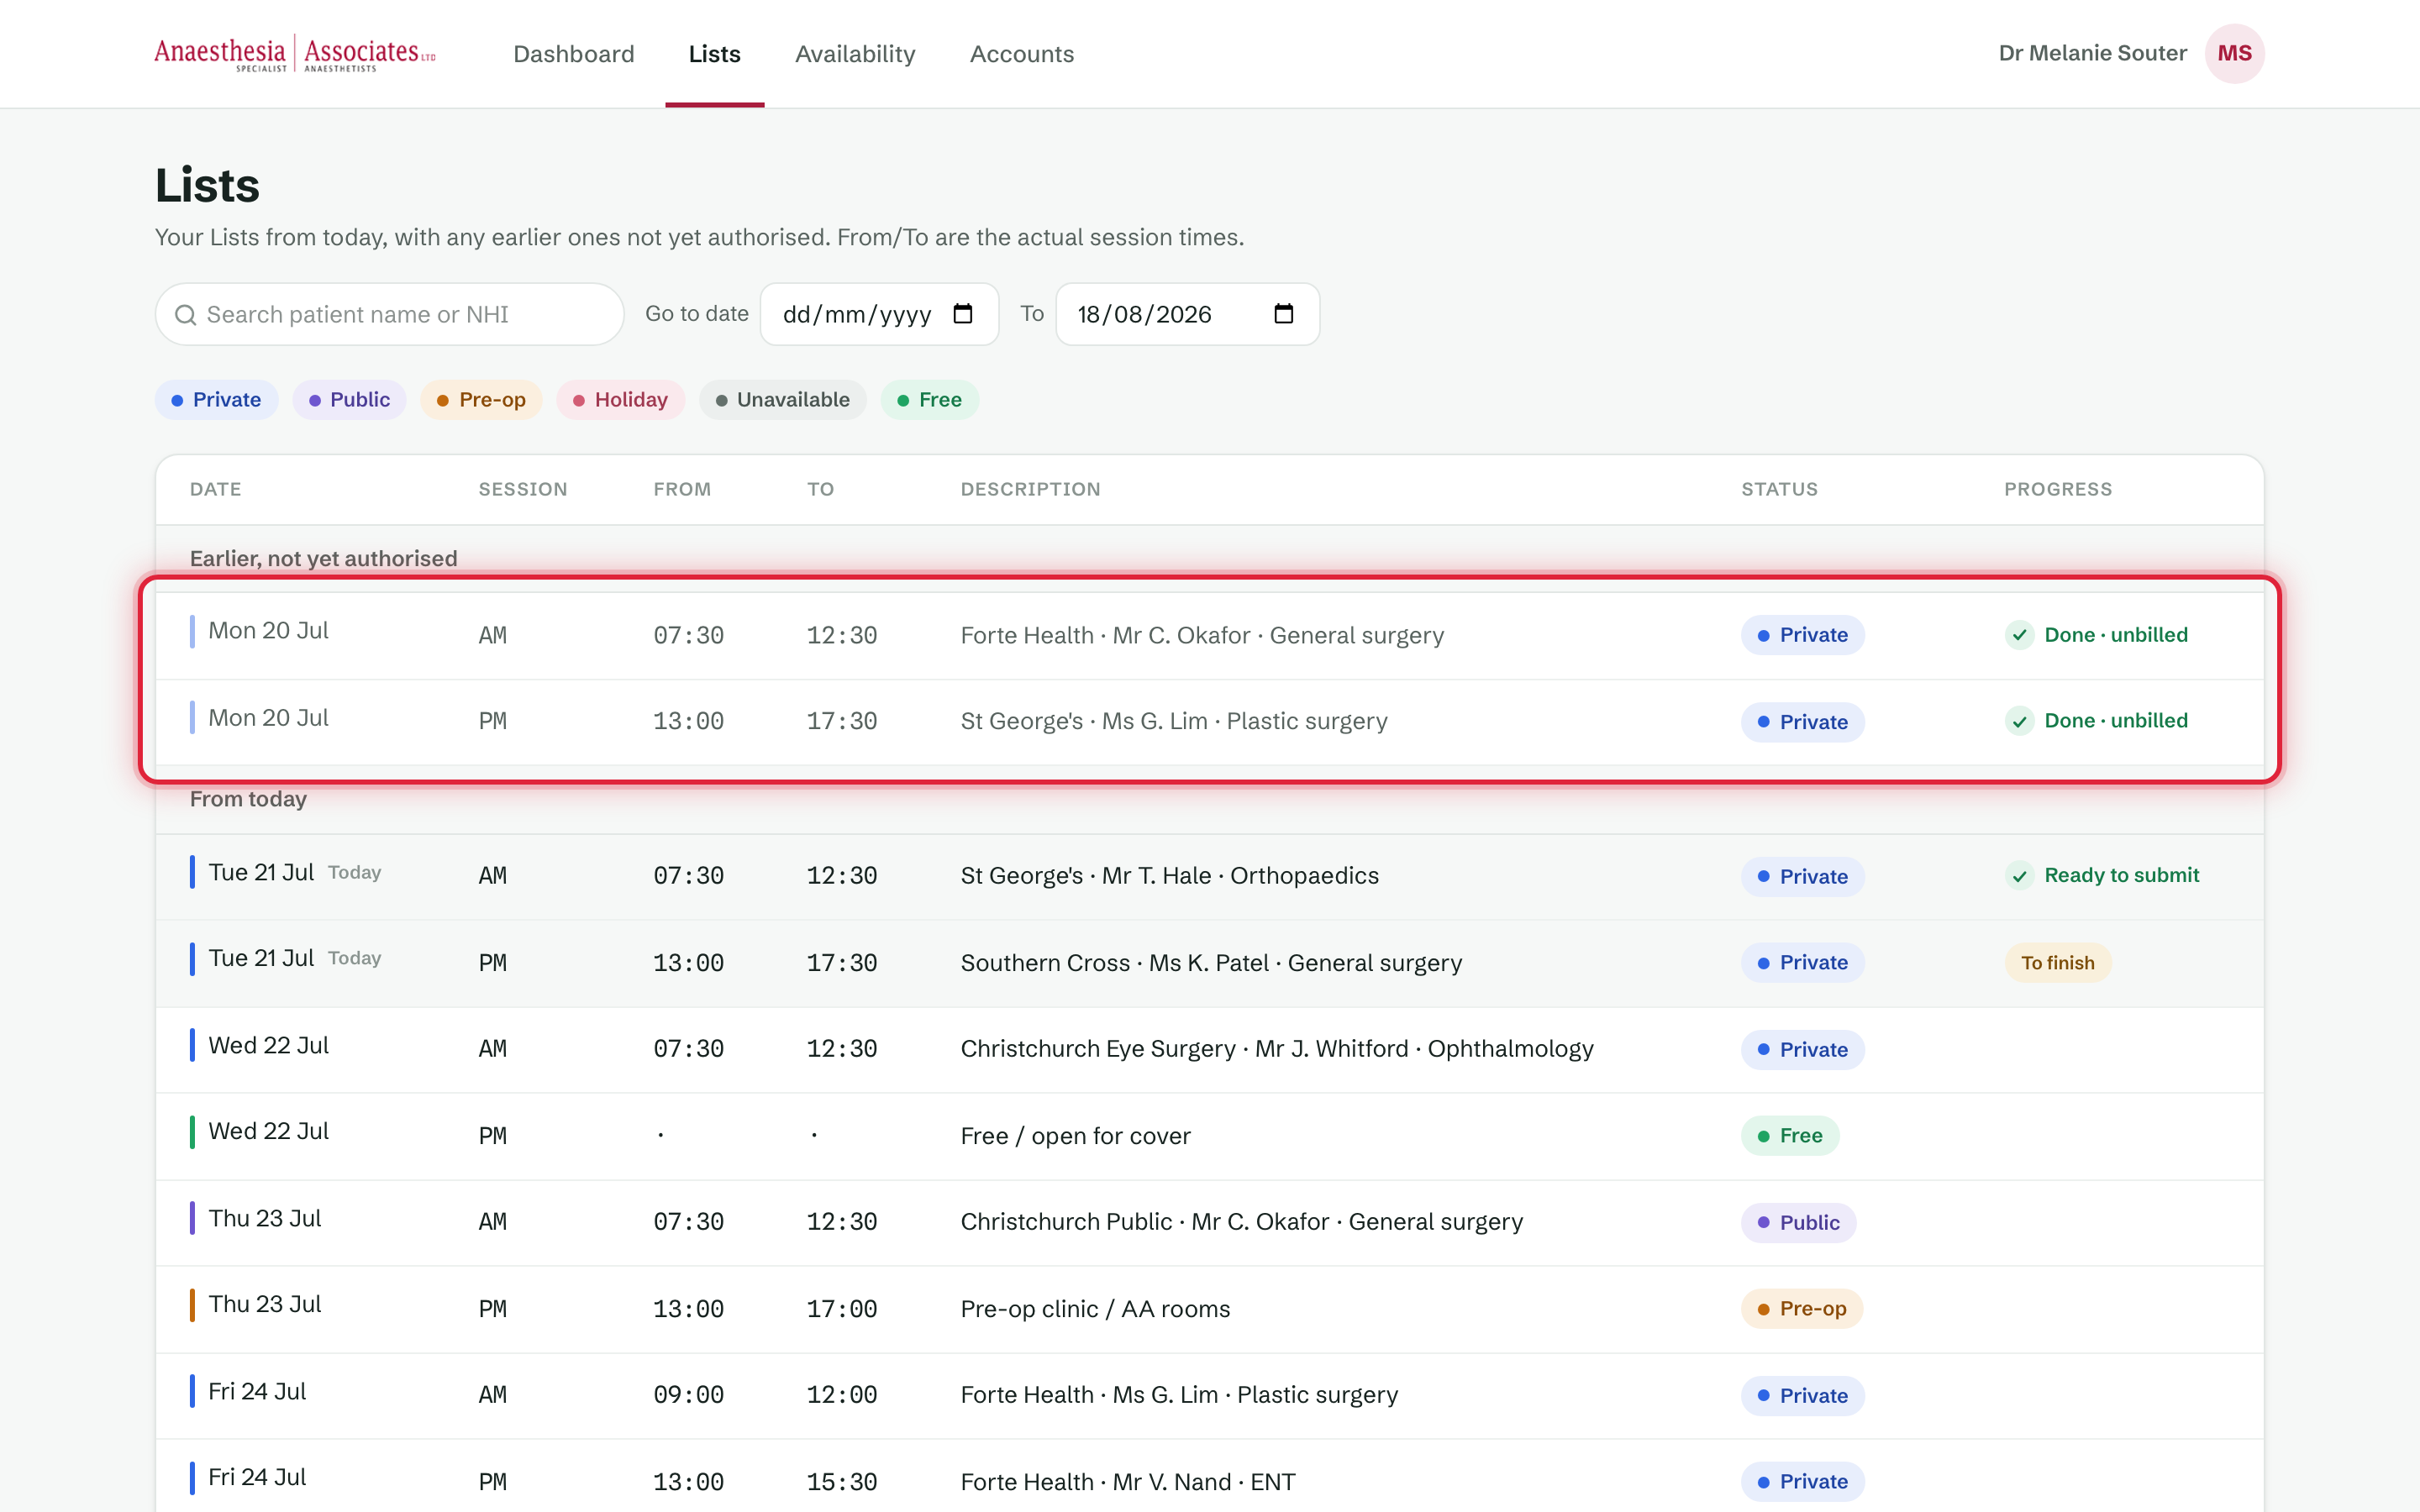 Anaesthesia | Associates LTD
SPECIALIST ANAESTHETISTS
Dashboard Lists Availability Accounts
Dr Melanie Souter MS
Lists
Your Lists from today, with any earlier ones not yet authorised. From/To are the actual session times.
Search patient name or NHI Go to date dd/mm/yyyy To 18/08/2026
Private Public Pre-op Holiday Unavailable Free
DATE SESSION FROM TO DESCRIPTION STATUS PROGRESS
Earlier, not yet authorised
Mon 20 Jul AM 07:30 12:30 Forte Health · Mr C. Okafor · General surgery Private Done · unbilled
Mon 20 Jul PM 13:00 17:30 St George's · Ms G. Lim · Plastic surgery Private Done · unbilled
From today
Tue 21 Jul Today AM 07:30 12:30 St George's · Mr T. Hale · Orthopaedics Private Ready to submit
Tue 21 Jul Today PM 13:00 17:30 Southern Cross · Ms K. Patel · General surgery Private To finish
Wed 22 Jul AM 07:30 12:30 Christchurch Eye Surgery · Mr J. Whitford · Ophthalmology Private
Wed 22 Jul PM · · Free / open for cover Free
Thu 23 Jul AM 07:30 12:30 Christchurch Public · Mr C. Okafor · General surgery Public
Thu 23 Jul PM 13:00 17:00 Pre-op clinic / AA rooms Pre-op
Fri 24 Jul AM 09:00 12:00 Forte Health · Ms G. Lim · Plastic surgery Private
Fri 24 Jul PM 13:00 15:30 Forte Health · Mr V. Nand · ENT Private